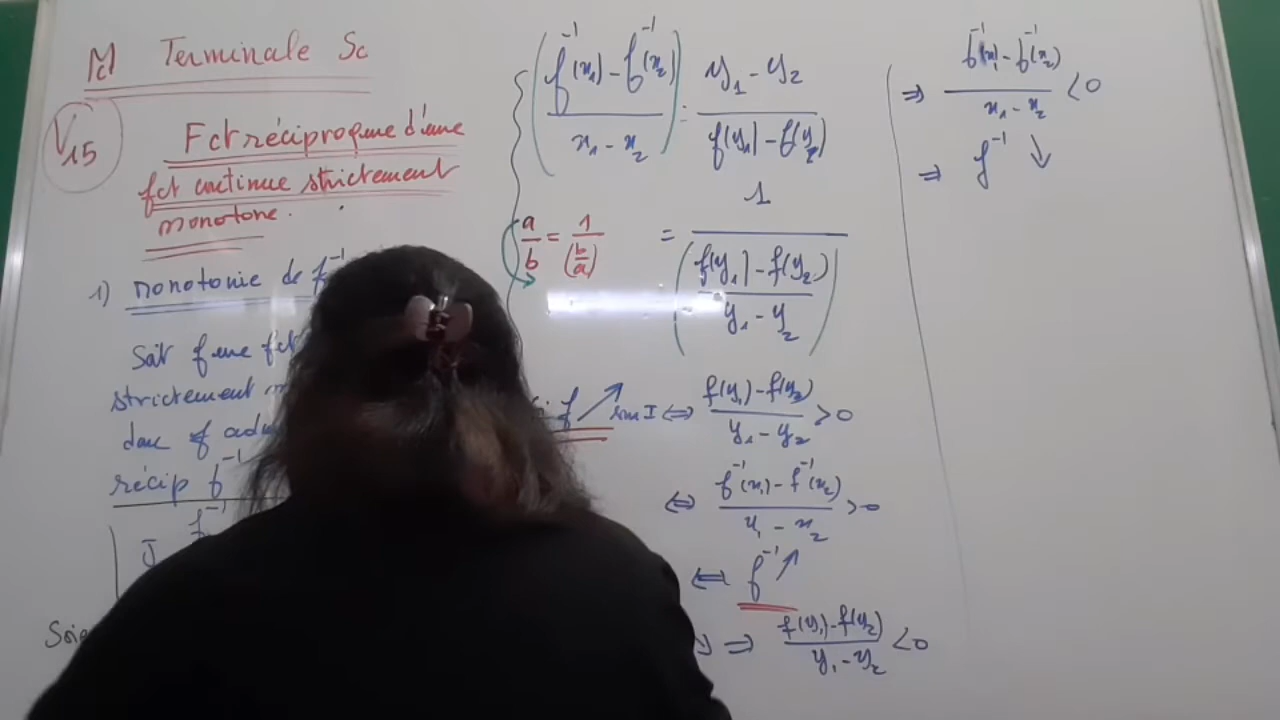 M Terminale Sc
V15
Fct réciproque d'une
fct continue strictement
monotone.
1) monotonie de f⁻¹
Soit f une fct
strictement
donc f
récip f⁻¹
f⁻¹
J
(f⁻¹(x₁) - f⁻¹(x₂) / x₁ - x₂) = y₁ - y₂ / f(y₁) - f(y₂)
a/b = 1/(b/a)
= 1 / (f(y₁) - f(y₂) / y₁ - y₂)
f ↗ sur I ⇔ f(y₁) - f(y₂) / y₁ - y₂ > 0
⇔ f⁻¹(x₁) - f⁻¹(x₂) / x₁ - x₂ > 0
⇔ f⁻¹ ↗
↘ ⇒ f(y₁) - f(y₂) / y₁ - y₂ < 0
⇒ f⁻¹(x₁) - f⁻¹(x₂) / x₁ - x₂ < 0
⇒ f⁻¹ ↘